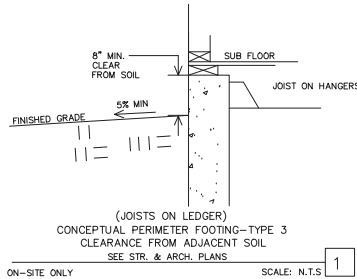 8" MIN.
CLEAR
FROM SOIL
SUB FLOOR
JOIST ON HANGERS
5% MIN
FINISHED GRADE
(JOISTS ON LEDGER)
CONCEPTUAL PERIMETER FOOTING-TYPE 3
CLEARANCE FROM ADJACENT SOIL
SEE STR. & ARCH. PLANS
1
ON-SITE ONLY
SCALE: N.T.S